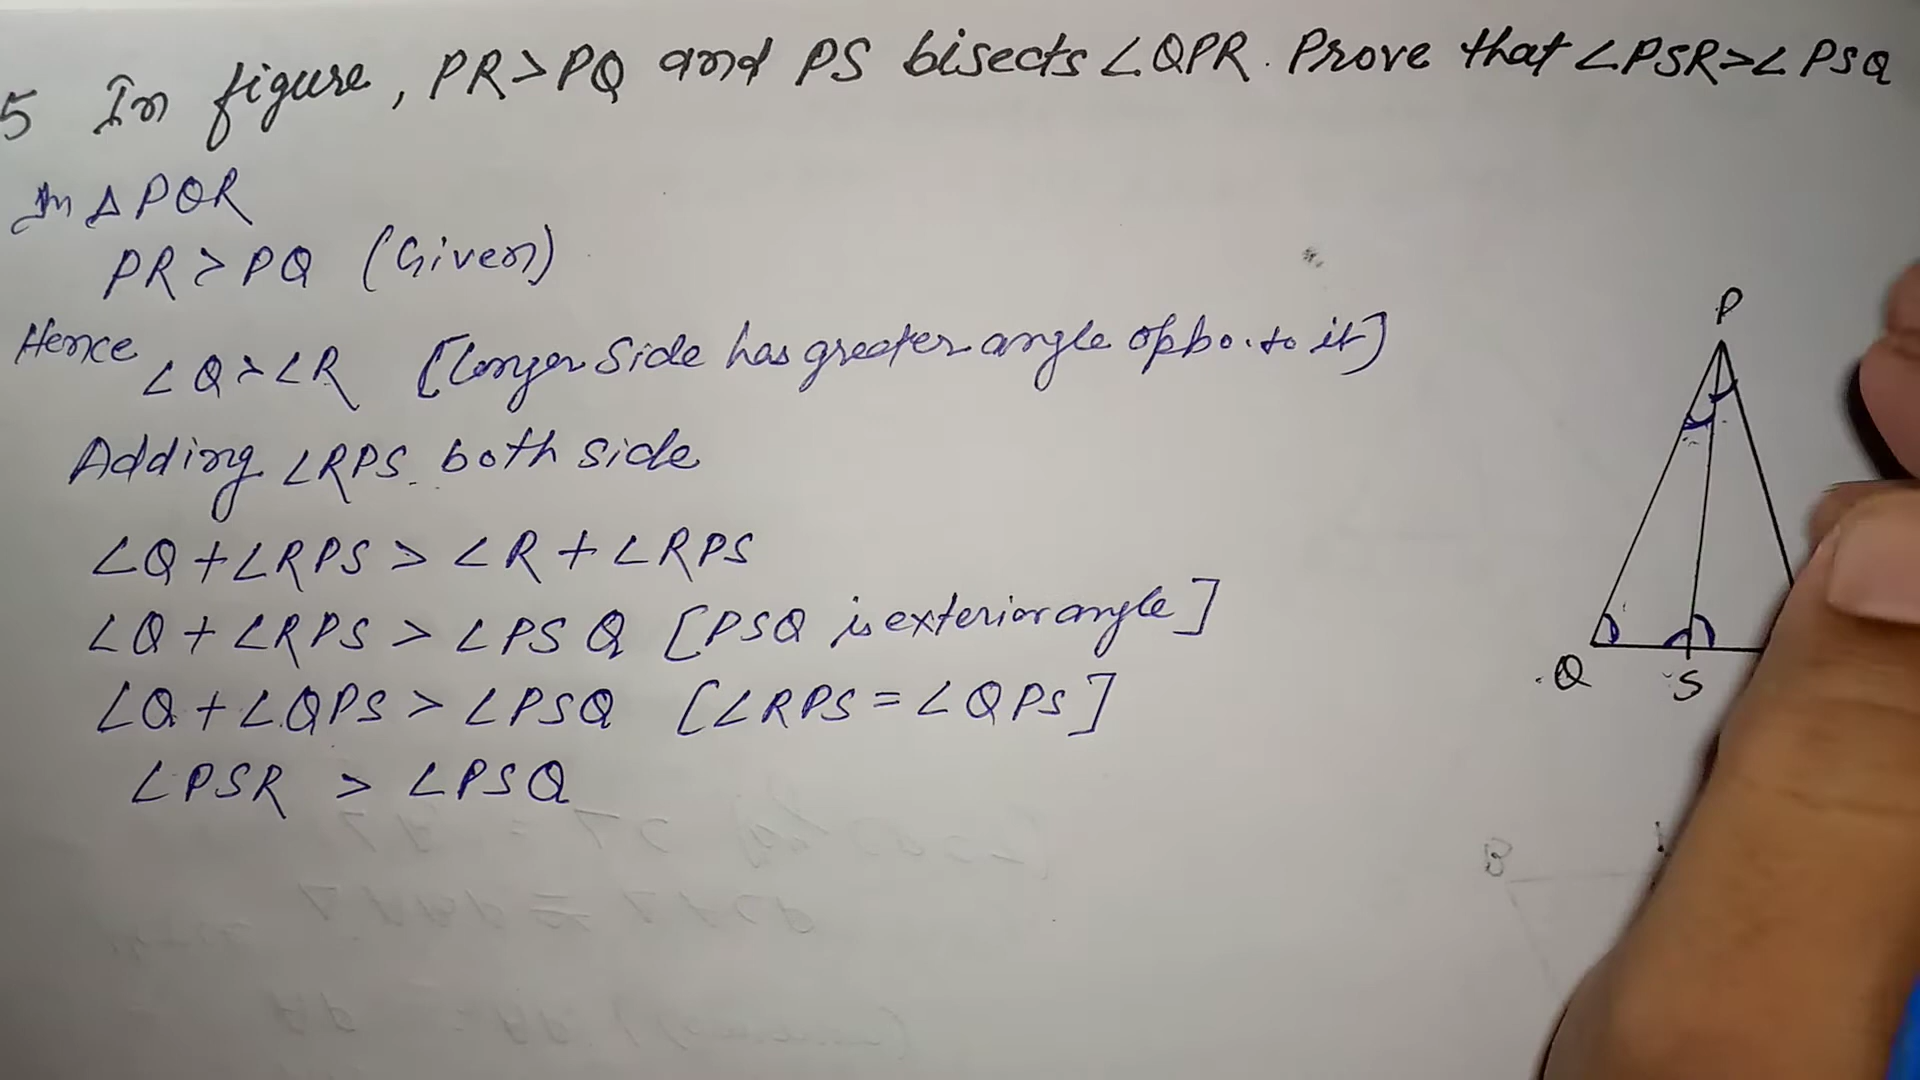 5 In figure, PR>PQ and PS bisects ∠QPR. Prove that ∠PSR>∠PSQ
In △PQR
PR>PQ (Given)
Hence ∠Q>∠R [longer side has greater angle oppo. to it]
Adding ∠RPS both side
∠Q+∠RPS > ∠R+∠RPS
∠Q+∠RPS > ∠PSQ [PSQ is exterior angle]
∠Q+∠QPS > ∠PSQ [∠RPS=∠QPS]
∠PSR > ∠PSQ
P
Q
S
B